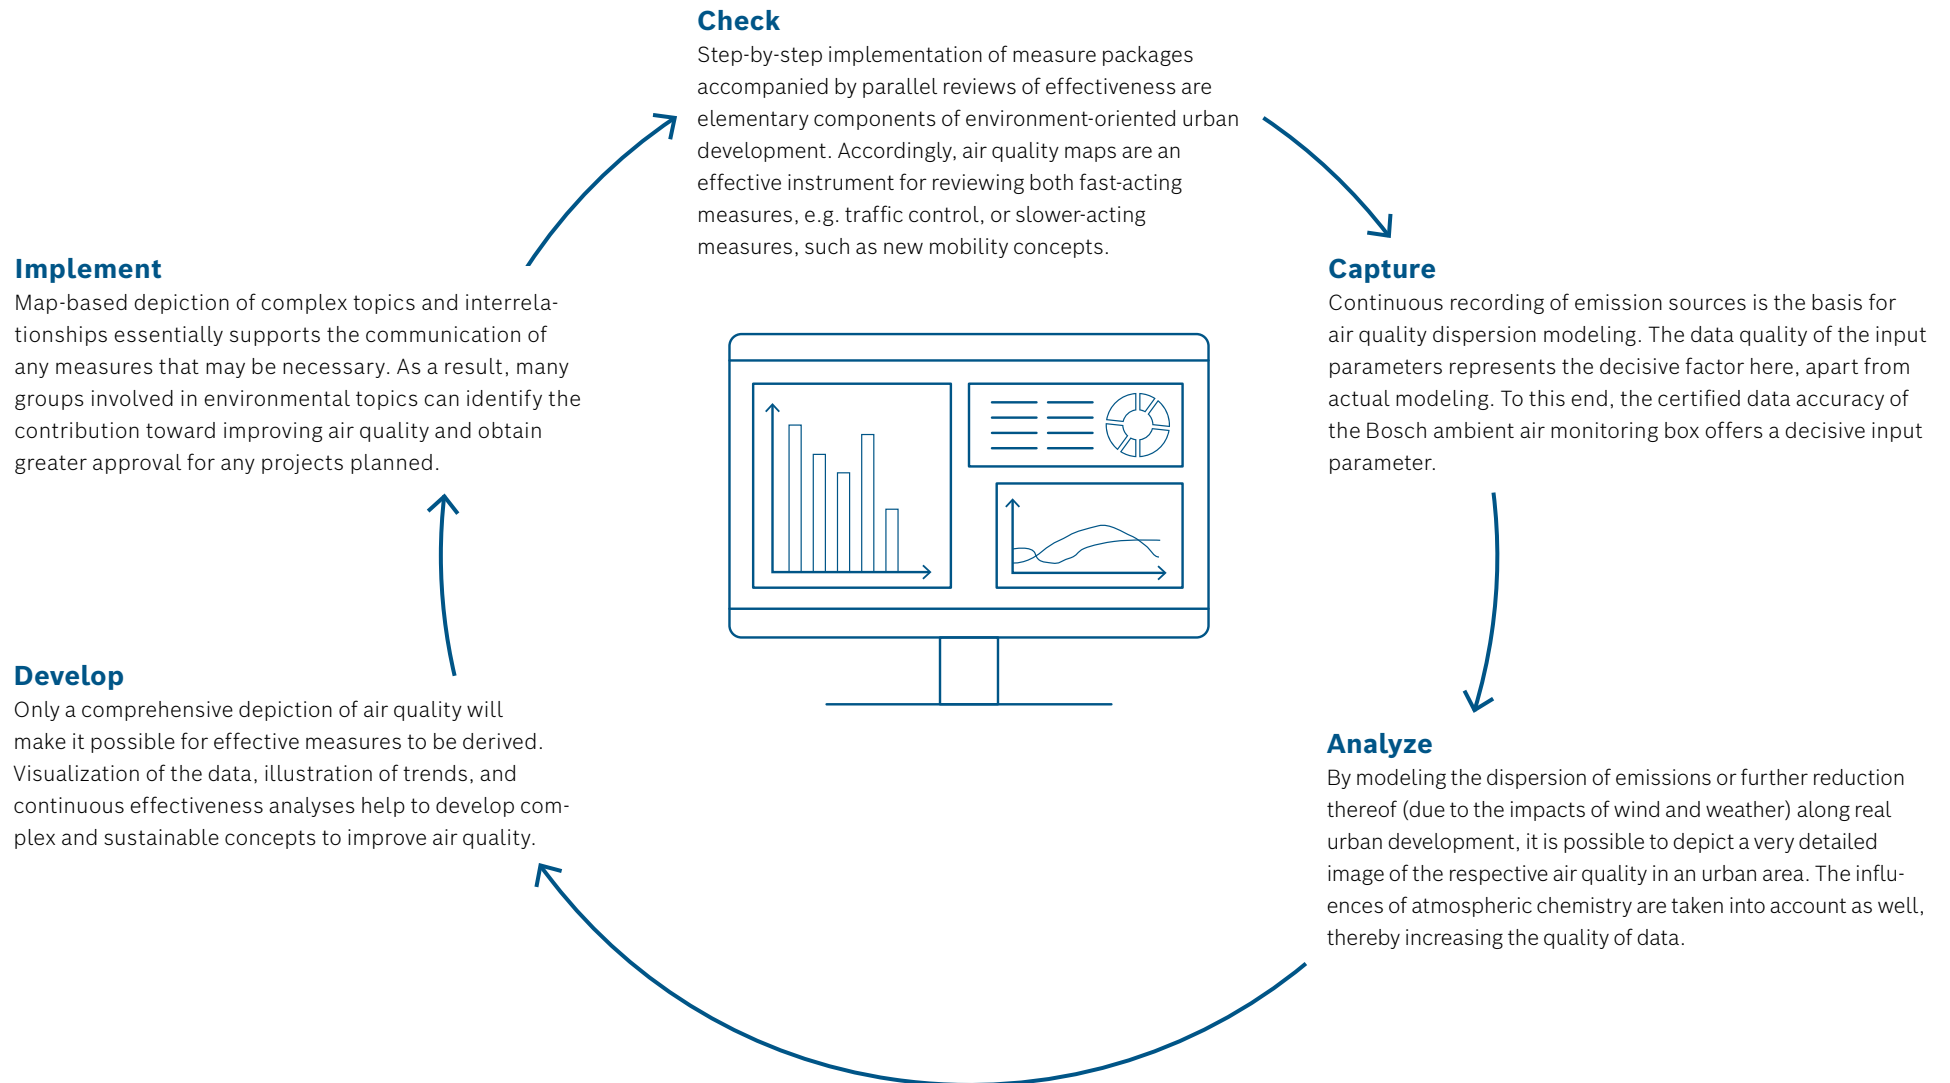 Check
Step-by-step implementation of measure packages
accompanied by parallel reviews of effectiveness are
elementary components of environment-oriented urban
development. Accordingly, air quality maps are an
effective instrument for reviewing both fast-acting
measures, e.g. traffic control, or slower-acting
measures, such as new mobility concepts.
Capture
Continuous recording of emission sources is the basis for
air quality dispersion modeling. The data quality of the input
parameters represents the decisive factor here, apart from
actual modeling. To this end, the certified data accuracy of
the Bosch ambient air monitoring box offers a decisive input
parameter.
Analyze
By modeling the dispersion of emissions or further reduction
thereof (due to the impacts of wind and weather) along real
urban development, it is possible to depict a very detailed
image of the respective air quality in an urban area. The influ-
ences of atmospheric chemistry are taken into account as well,
thereby increasing the quality of data.
Develop
Only a comprehensive depiction of air quality will
make it possible for effective measures to be derived.
Visualization of the data, illustration of trends, and
continuous effectiveness analyses help to develop com-
plex and sustainable concepts to improve air quality.
Implement
Map-based depiction of complex topics and interrela-
tionships essentially supports the communication of
any measures that may be necessary. As a result, many
groups involved in environmental topics can identify the
contribution toward improving air quality and obtain
greater approval for any projects planned.